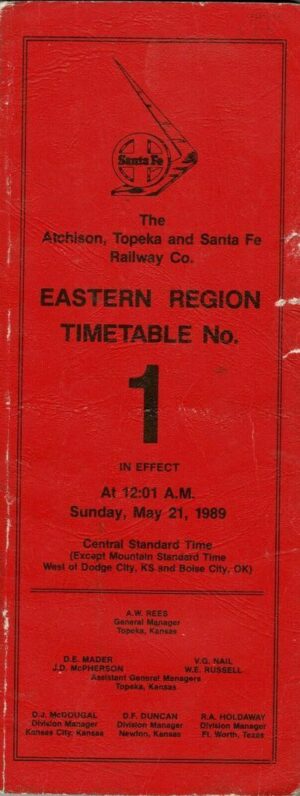 Santa Fe
The
Atchison, Topeka and Santa Fe
Railway Co.
EASTERN REGION
TIMETABLE No.
1
IN EFFECT
At 12:01 A.M.
Sunday, May 21, 1989
Central Standard Time
(Except Mountain Standard Time
West of Dodge City, KS and Boise City, OK)
A.W. REES
General Manager
Topeka, Kansas
D.E. MADER V.G. NAIL
J.D. McPHERSON W.E. RUSSELL
Assistant General Managers
Topeka, Kansas
D.J. McDOUGAL D.F. DUNCAN R.A. HOLDAWAY
Division Manager Division Manager Division Manager
Kansas City, Kansas Newton, Kansas Ft. Worth, Texas